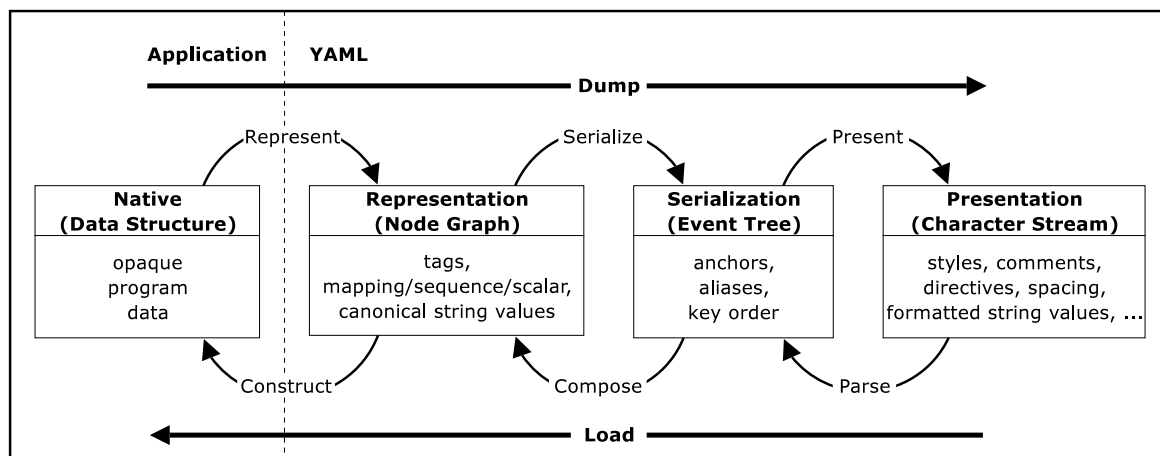 Application
YAML
Dump
Represent
Serialize
Present
Native
(Data Structure)
opaque
program
data
Representation
(Node Graph)
tags,
mapping/sequence/scalar,
canonical string values
Serialization
(Event Tree)
anchors,
aliases,
key order
Presentation
(Character Stream)
styles, comments,
directives, spacing,
formatted string values, ...
Construct
Compose
Parse
Load